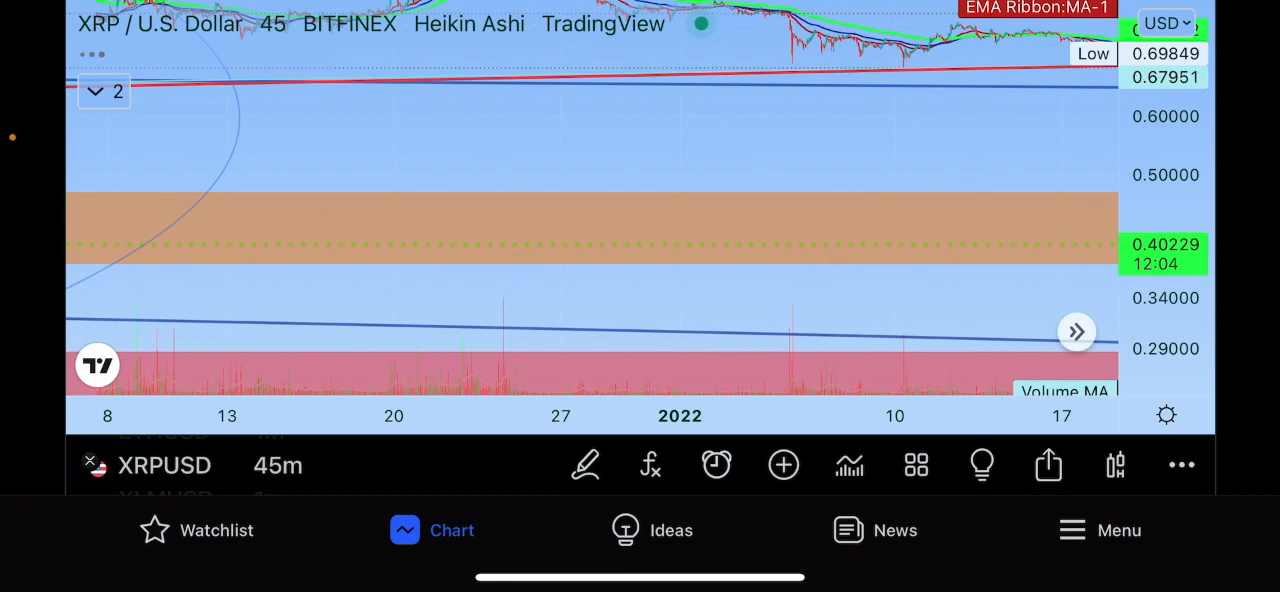 EMA Ribbon:MA-1
XRP / U.S. Dollar 45 BITFINEX Heikin Ashi TradingView
USD
Low 0.69849
0.67951
2
0.60000
0.50000
0.40229
12:04
0.34000
0.29000
Volume MA
8 13 20 27 2022 10 17
XRPUSD 45m
Watchlist Chart Ideas News Menu